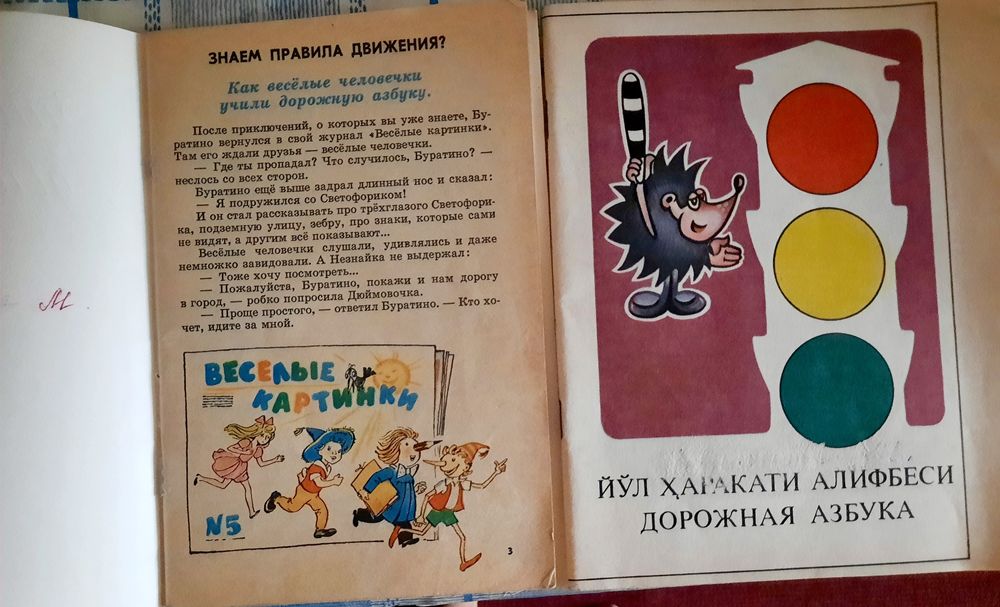 М.
ЗНАЕМ ПРАВИЛА ДВИЖЕНИЯ?
Как весёлые человечки
учили дорожную азбуку.
После приключений, о которых вы уже знаете, Бу-
ратино вернулся в свой журнал «Весёлые картинки».
Там его ждали друзья — весёлые человечки.
— Где ты пропадал? Что случилось, Буратино? —
неслось со всех сторон.
Буратино ещё выше задрал длинный нос и сказал:
— Я подружился со Светофориком!
И он стал рассказывать про трёхглазого Светофори-
ка, подземную улицу, зебру, про знаки, которые сами
не видят, а другим всё показывают...
Весёлые человечки слушали, удивлялись и даже
немножко завидовали. А Незнайка не выдержал:
— Тоже хочу посмотреть...
— Пожалуйста, Буратино, покажи и нам дорогу
в город, — робко попросила Дюймовочка.
— Проще простого, — ответил Буратино. — Кто хо-
чет, идите за мной.
ВЕСЕЛЫЕ
КАРТИНКИ
№5
3
ЙЎЛ ҲАРАКАТИ АЛИФБЕСИ
ДОРОЖНАЯ АЗБУКА